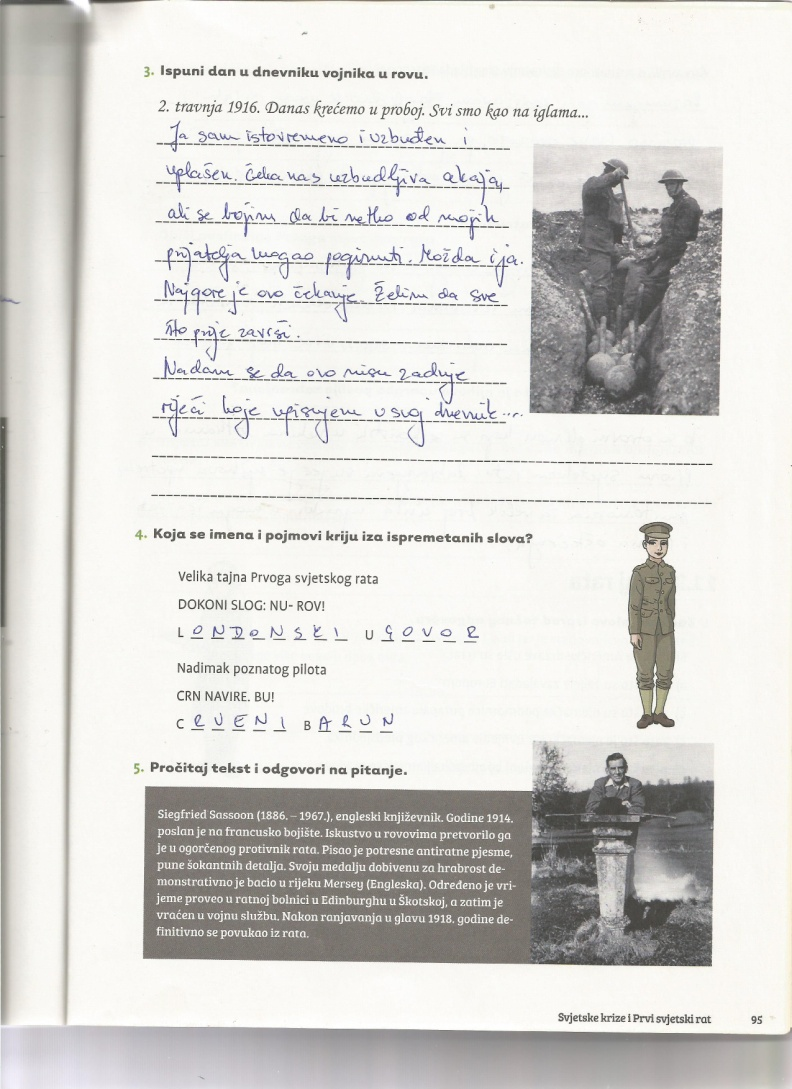 3. Ispuni dan u dnevniku vojnika u rovu.
2. travnja 1916. Danas krećemo u proboj. Svi smo kao na iglama...
Ja sam istovremeno i uzbuđen i
uplašen. Čeka nas uzbudljiva akcija,
ali se bojim da bi netko od mojih
prijatelja mogao poginuti. Možda i ja.
Najgore je ovo čekanje. Želim da sve
što prije završi.
Nadam se da ovo nisu zadnje
riječi koje upisujem u svoj dnevnik...
4. Koja se imena i pojmovi kriju iza ispremetanih slova?
Velika tajna Prvoga svjetskog rata
DOKONI SLOG: NU- ROV!
L O N D O N S K I U G O V O R
Nadimak poznatog pilota
CRN NAVIRE. BU!
C R V E N I B A R U N
5. Pročitaj tekst i odgovori na pitanje.
Siegfried Sassoon (1886. – 1967.), engleski književnik. Godine 1914.
poslan je na francusko bojište. Iskustvo u rovovima pretvorilo ga
je u ogorčenog protivnik rata. Pisao je potresne antiratne pjesme,
pune šokantnih detalja. Svoju medalju dobivenu za hrabrost de-
monstrativno je bacio u rijeku Mersey (Engleska). Određeno je vri-
jeme proveo u ratnoj bolnici u Edinburghu u Škotskoj, a zatim je
vraćen u vojnu službu. Nakon ranjavanja u glavu 1918. godine de-
finitivno se povukao iz rata.
Svjetske krize i Prvi svjetski rat 95